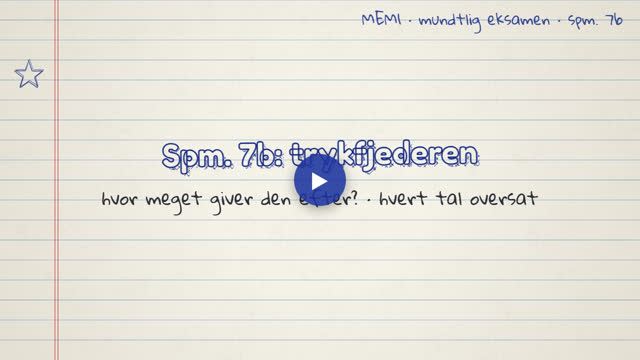 MEMI · mundtlig eksamen · spm. 7b
Spm. 7b: trykfjederen
hvor meget giver den efter? · hvert tal oversat